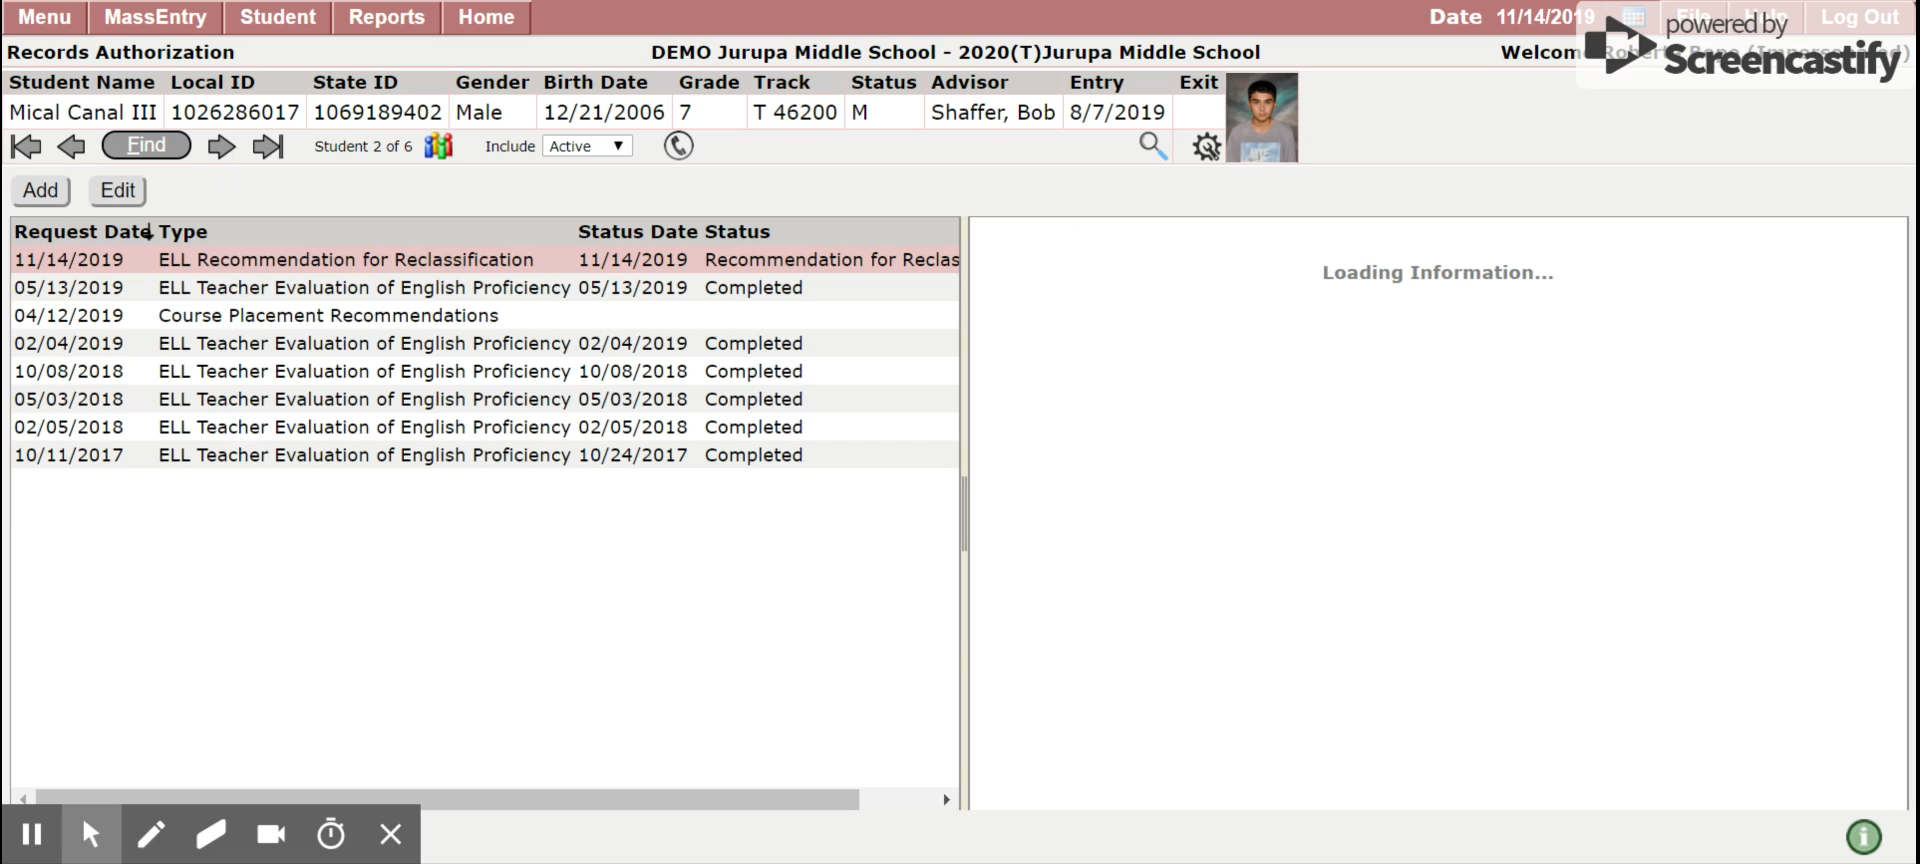 Menu MassEntry Student Reports Home Date 11/14/2019 File Help Log Out
powered by
Screencastify
Records Authorization DEMO Jurupa Middle School - 2020(T)Jurupa Middle School Welcom
Student Name Local ID State ID Gender Birth Date Grade Track Status Advisor Entry Exit
Mical Canal III 1026286017 1069189402 Male 12/21/2006 7 T 46200 M Shaffer, Bob 8/7/2019
Find Student 2 of 6 Include Active
Add Edit
Request Date Type Status Date Status
11/14/2019 ELL Recommendation for Reclassification 11/14/2019 Recommendation for Reclas
05/13/2019 ELL Teacher Evaluation of English Proficiency 05/13/2019 Completed
04/12/2019 Course Placement Recommendations
02/04/2019 ELL Teacher Evaluation of English Proficiency 02/04/2019 Completed
10/08/2018 ELL Teacher Evaluation of English Proficiency 10/08/2018 Completed
05/03/2018 ELL Teacher Evaluation of English Proficiency 05/03/2018 Completed
02/05/2018 ELL Teacher Evaluation of English Proficiency 02/05/2018 Completed
10/11/2017 ELL Teacher Evaluation of English Proficiency 10/24/2017 Completed
Loading Information...